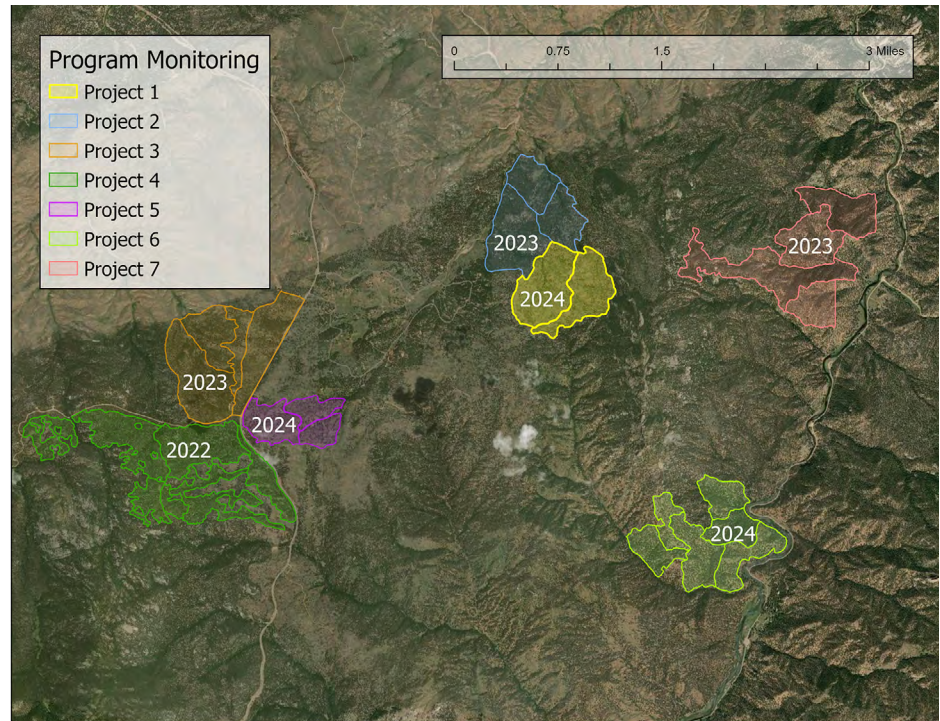 Program Monitoring
Project 1
Project 2
Project 3
Project 4
Project 5
Project 6
Project 7
0 0.75 1.5 3 Miles
2023
2023
2024
2023
2024
2022
2024